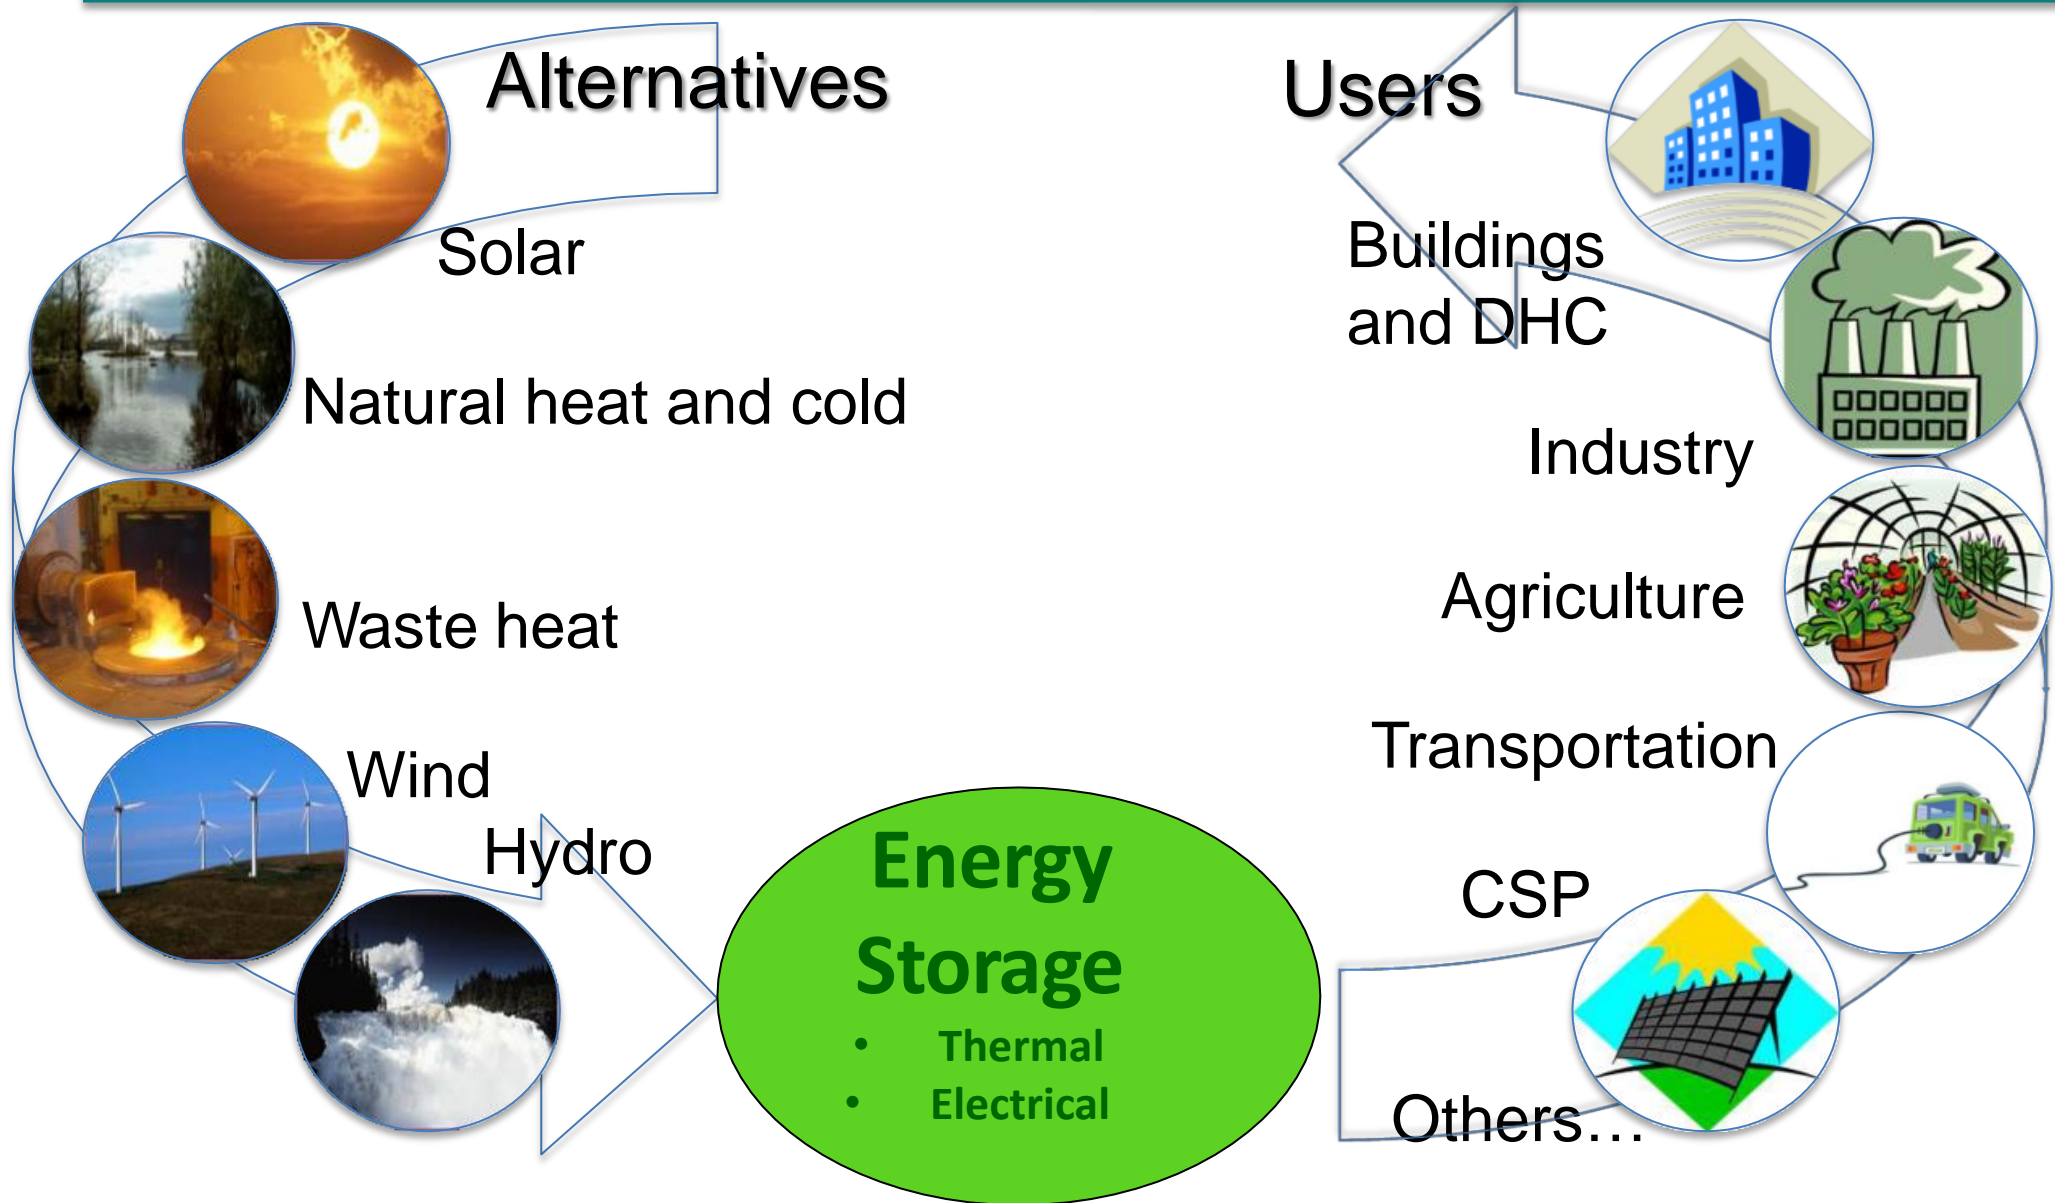 Alternatives
Solar
Natural heat and cold
Waste heat
Wind
Hydro
Energy
Storage
• Thermal
• Electrical
Users
Buildings
and DHC
Industry
Agriculture
Transportation
CSP
Others…